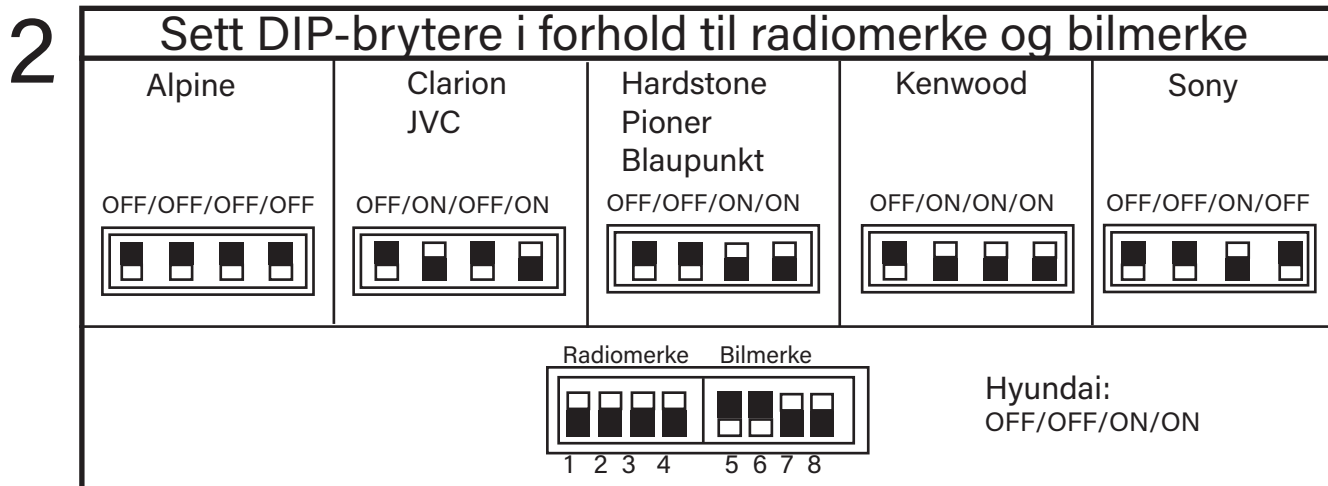 2
Sett DIP-brytere i forhold til radiomerke og bilmerke
Alpine
OFF/OFF/OFF/OFF
Clarion
JVC
OFF/ON/OFF/ON
Hardstone
Pioner
Blaupunkt
OFF/OFF/ON/ON
Kenwood
OFF/ON/ON/ON
Sony
OFF/OFF/ON/OFF
Radiomerke Bilmerke
1 2 3 4 5 6 7 8
Hyundai:
OFF/OFF/ON/ON